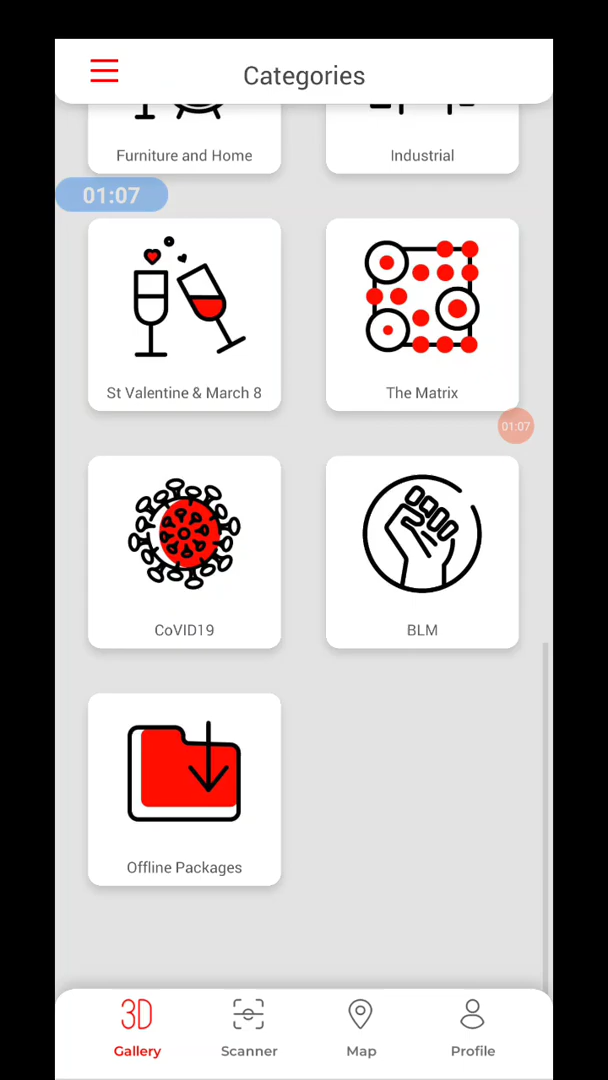 Categories
Furniture and Home
Industrial
01:07
St Valentine & March 8
The Matrix
01:07
CoVID19
BLM
Offline Packages
3D
Gallery
Scanner
Map
Profile